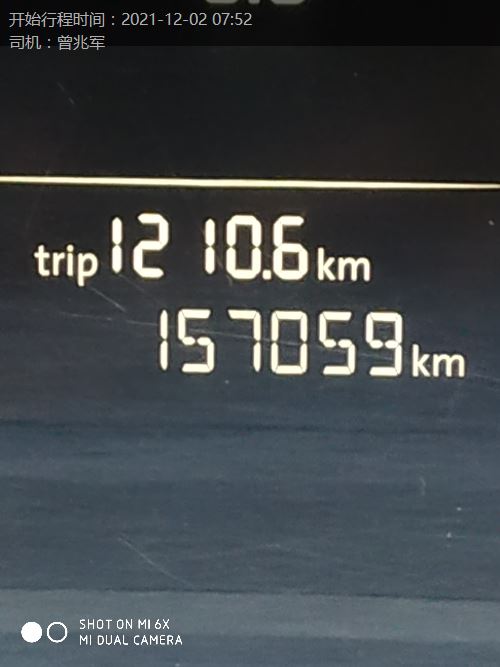 开始行程时间：2021-12-02 07:52
司机：曾兆军
trip 1210.6 km
157059 km
SHOT ON MI 6X
MI DUAL CAMERA